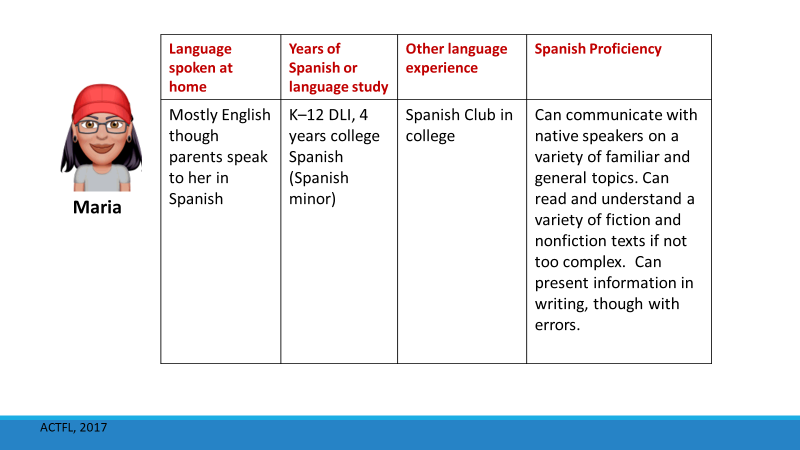 Language
spoken at
home
Years of
Spanish or
language study
Other language
experience
Spanish Proficiency
Mostly English
though
parents speak
to her in
Spanish
K–12 DLI, 4
years college
Spanish
(Spanish
minor)
Spanish Club in
college
Can communicate with
native speakers on a
variety of familiar and
general topics. Can
read and understand a
variety of fiction and
nonfiction texts if not
too complex.  Can
present information in
writing, though with
errors.
Maria
ACTFL, 2017